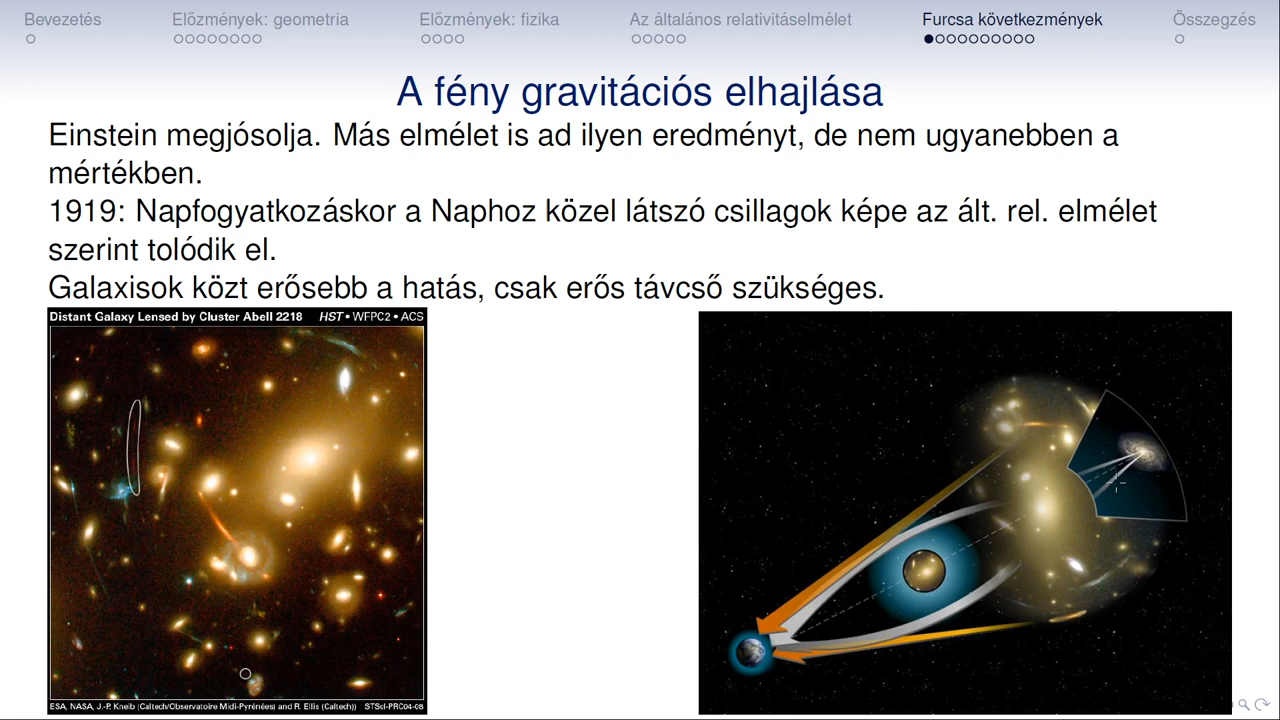 Bevezetés Előzmények: geometria Előzmények: fizika Az általános relativitáselmélet Furcsa következmények Összegzés
A fény gravitációs elhajlása
Einstein megjósolja. Más elmélet is ad ilyen eredményt, de nem ugyanebben a
mértékben.
1919: Napfogyatkozáskor a Naphoz közel látszó csillagok képe az ált. rel. elmélet
szerint tolódik el.
Galaxisok közt erősebb a hatás, csak erős távcső szükséges.
Distant Galaxy Lensed by Cluster Abell 2218 HST • WFPC2 • ACS
ESA, NASA, J.-P. Kneib (Caltech/Observatoire Midi-Pyrénées) and R. Ellis (Caltech)) STScI-PRC04-08